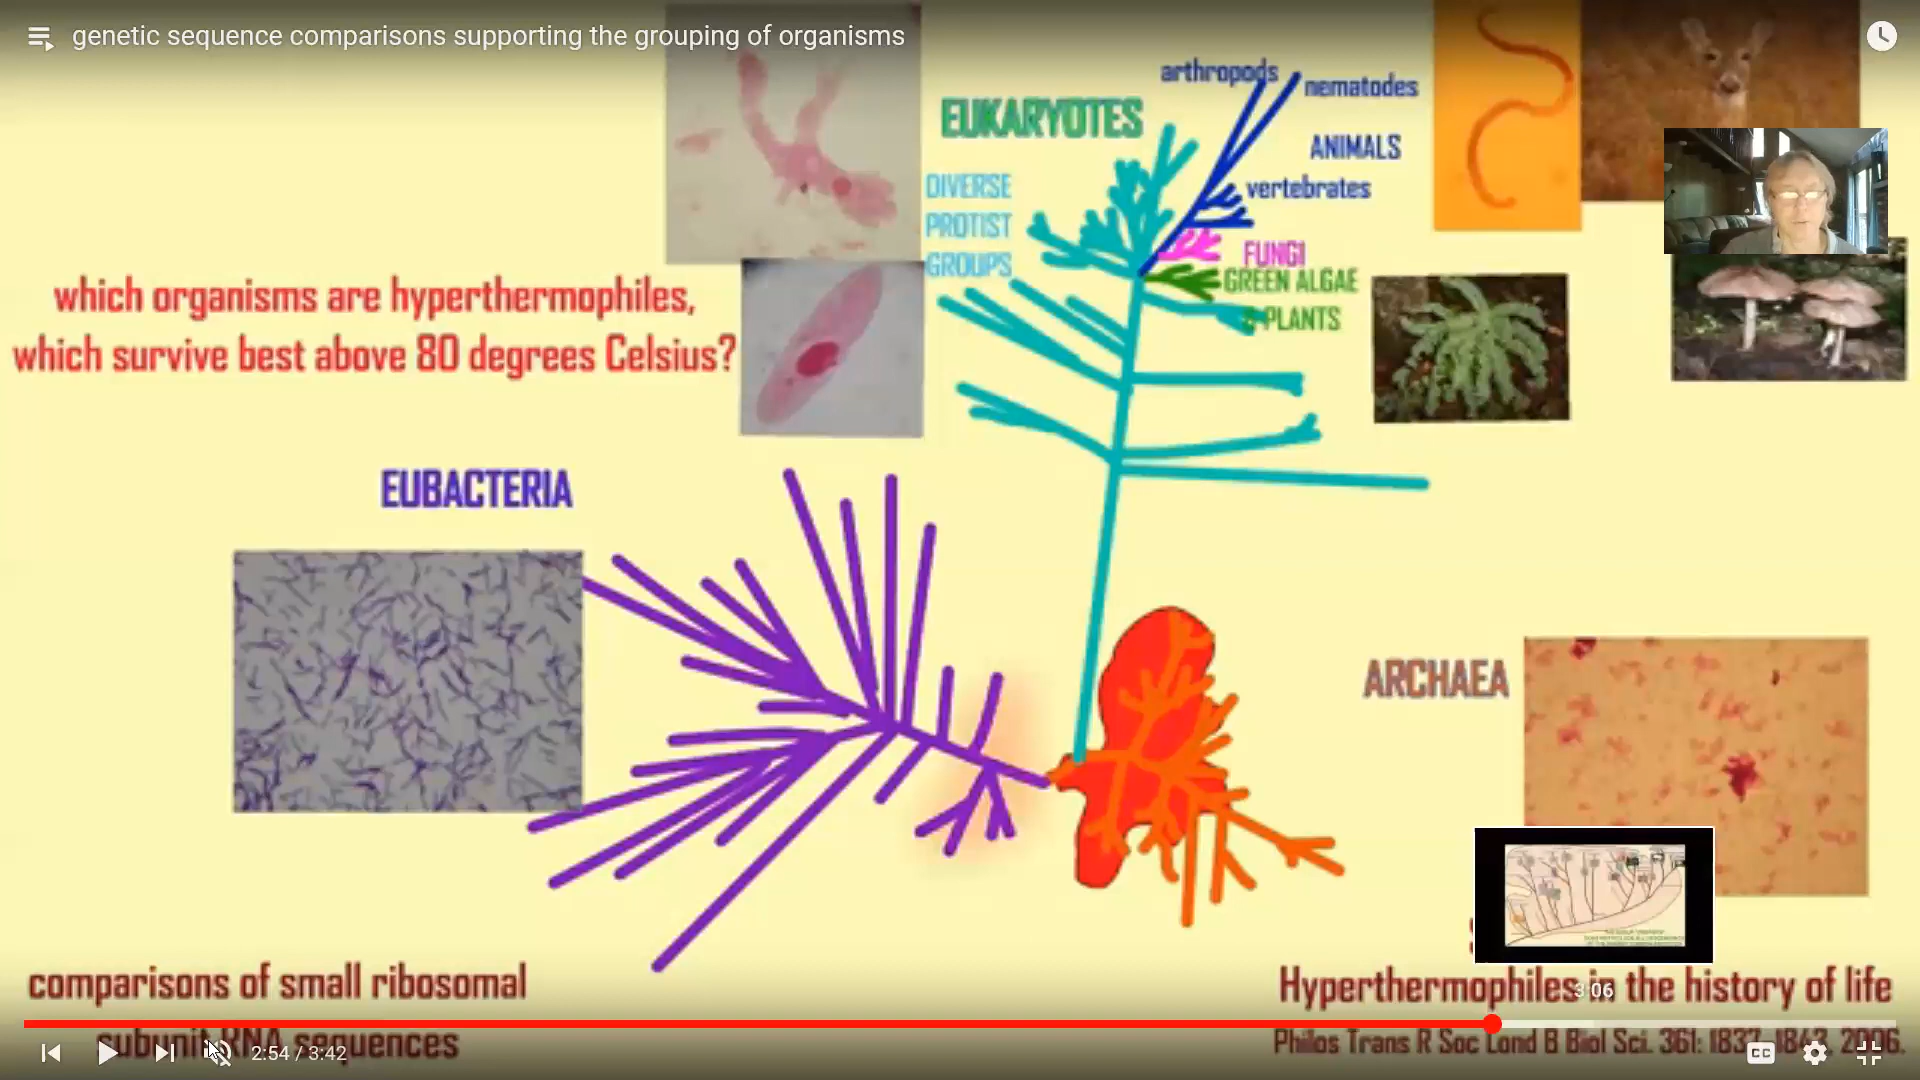 genetic sequence comparisons supporting the grouping of organisms
arthropods
nematodes
EUKARYOTES
ANIMALS
DIVERSE
PROTIST
GROUPS
vertebrates
FUNGI
GREEN ALGAE
& PLANTS
which organisms are hyperthermophiles,
which survive best above 80 degrees Celsius?
EUBACTERIA
ARCHAEA
comparisons of small ribosomal
subunit RNA sequences
Hyperthermophiles in the history of life
3:06
Philos Trans R Soc Lond B Biol Sci. 361: 1837-1843, 2006.
2:54 / 3:42
CC